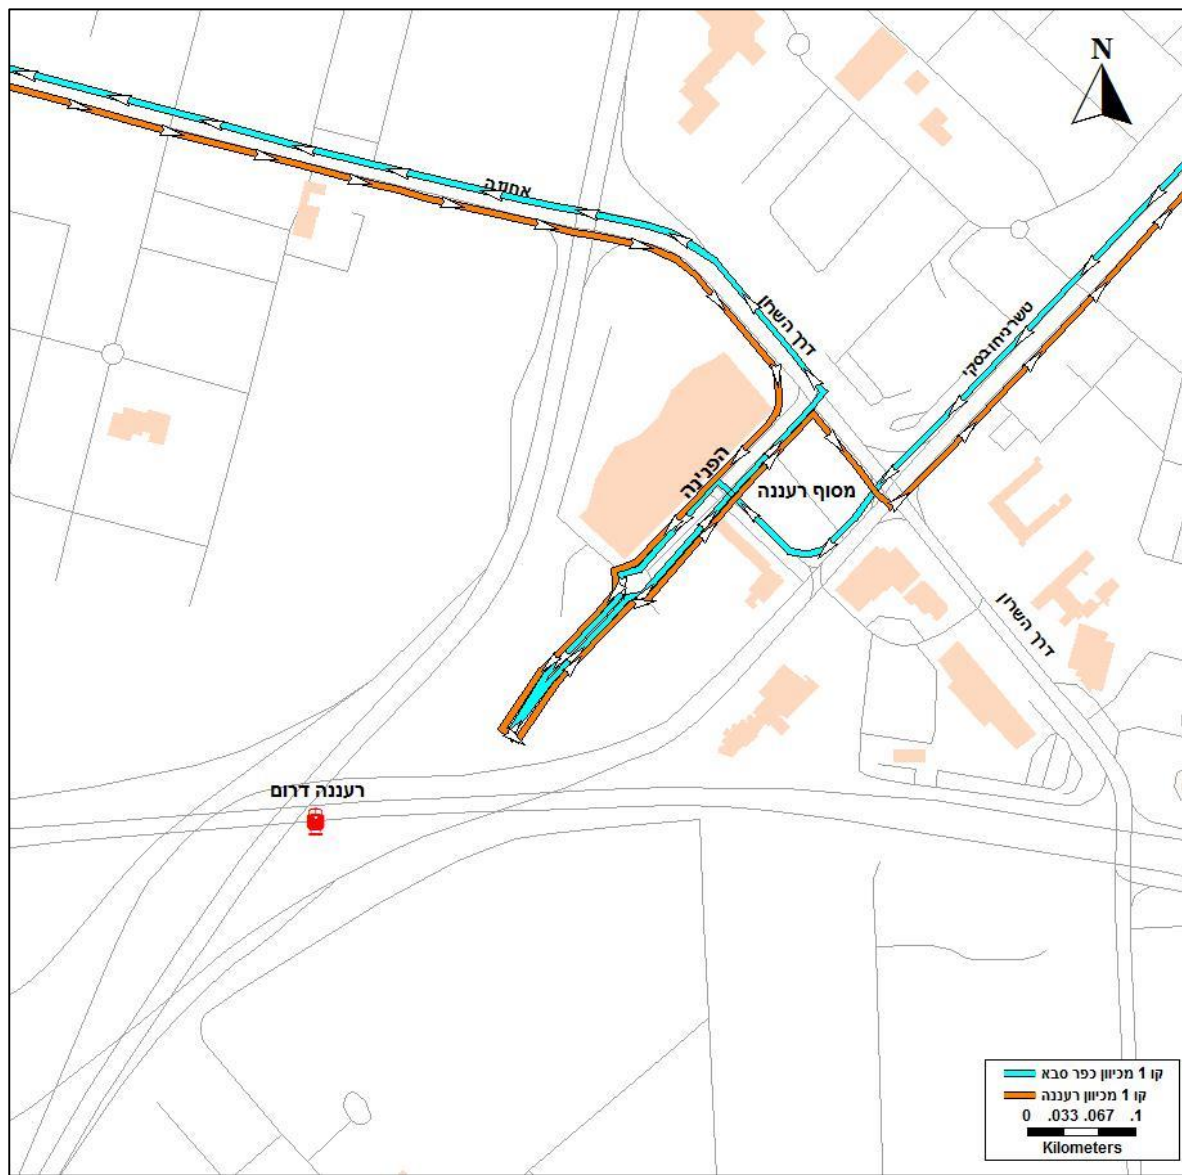 N
אחוזה
דרך השרון
טשרניחובסקי
הפנינה
מסוף רעננה
דרך השרון
רעננה דרום
קו 1 מכיוון כפר סבא
קו 1 מכיוון רעננה
0 .033 .067 .1
Kilometers